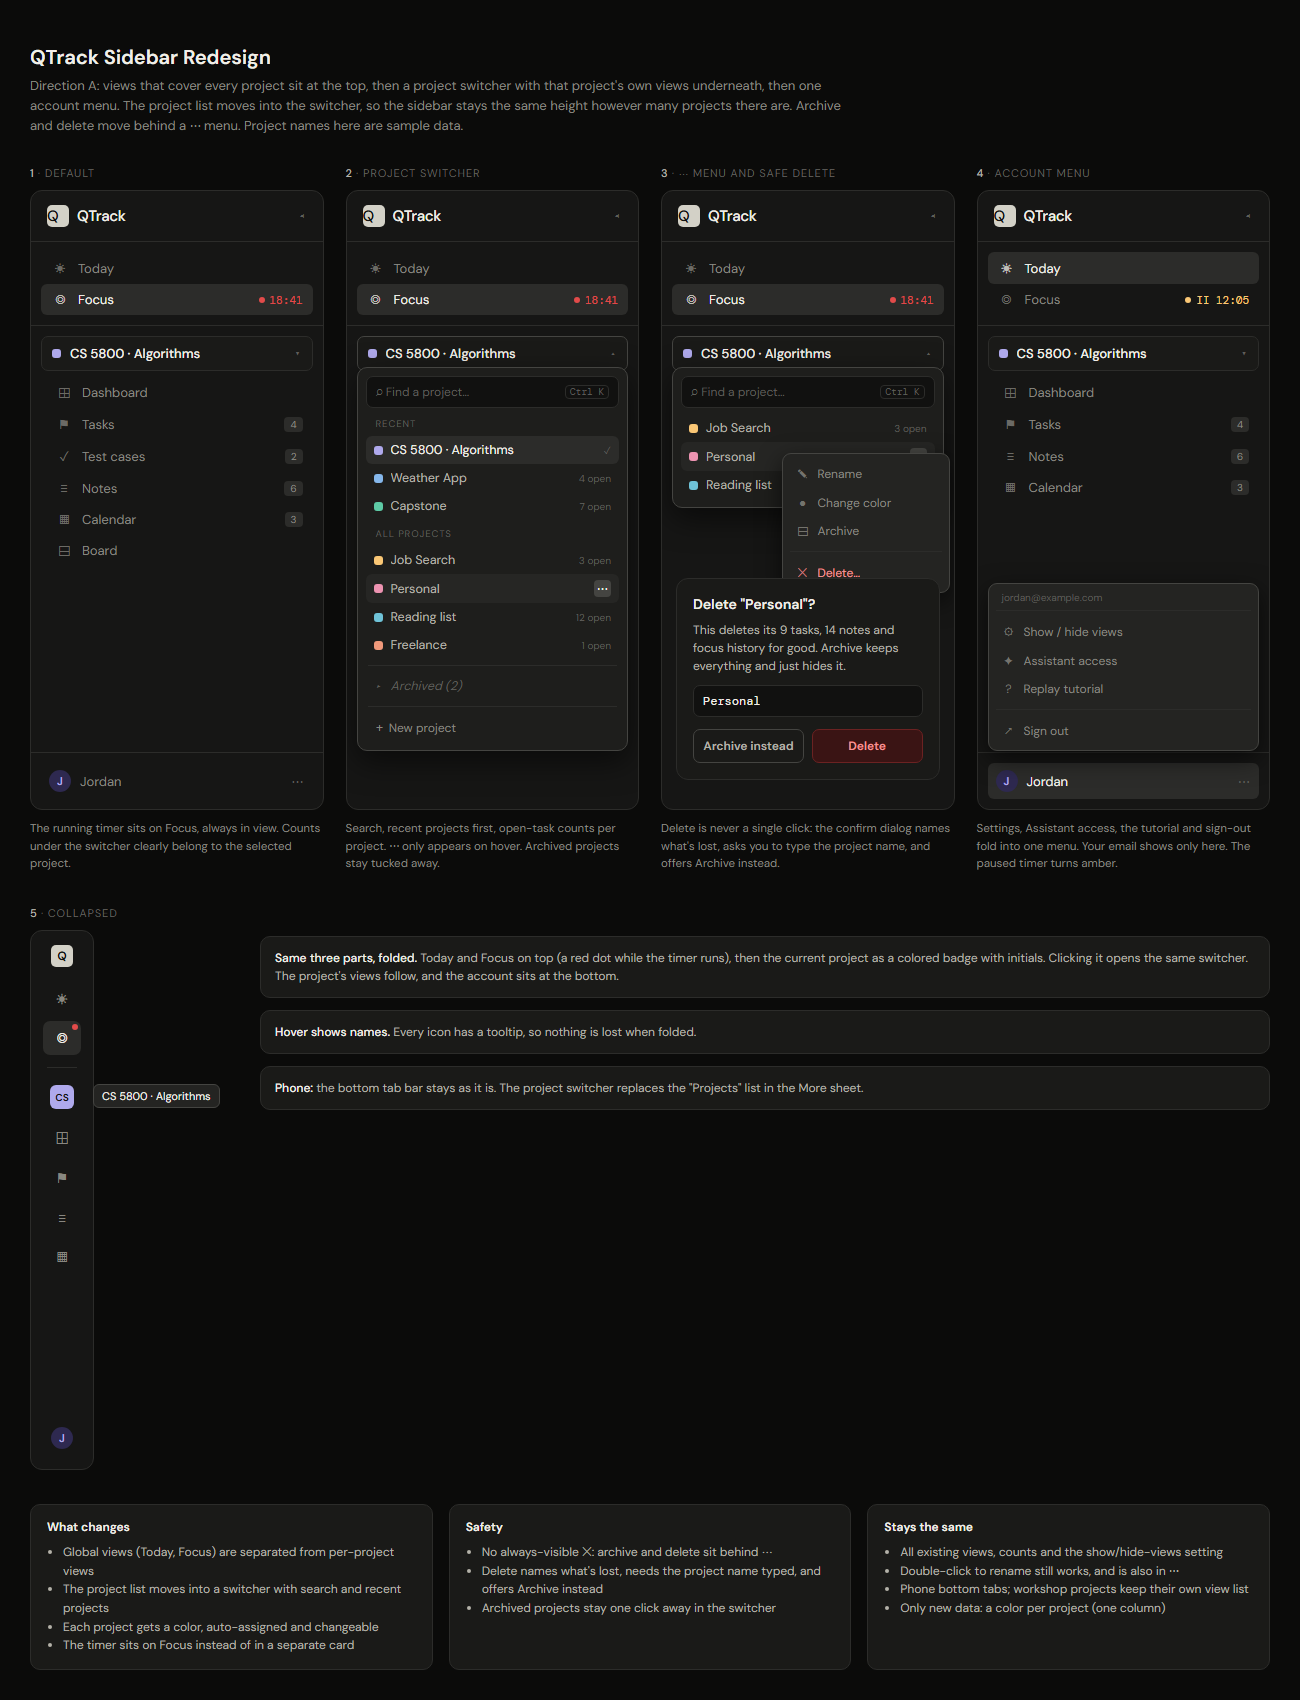 QTrack Sidebar Redesign
Direction A: views that cover every project sit at the top, then a project switcher with that project's own views underneath, then one
account menu. The project list moves into the switcher, so the sidebar stays the same height however many projects there are. Archive
and delete move behind a ··· menu. Project names here are sample data.
1 · DEFAULT
Q QTrack
Today
Focus 18:41
CS 5800 · Algorithms
Dashboard
Tasks 4
Test cases 2
Notes 6
Calendar 3
Board
J Jordan ···
The running timer sits on Focus, always in view. Counts
under the switcher clearly belong to the selected
project.
2 · PROJECT SWITCHER
Q QTrack
Today
Focus 18:41
CS 5800 · Algorithms
Find a project… Ctrl K
RECENT
CS 5800 · Algorithms ✓
Weather App 4 open
Capstone 7 open
ALL PROJECTS
Job Search 3 open
Personal ···
Reading list 12 open
Freelance 1 open
Archived (2)
+ New project
Search, recent projects first, open-task counts per
project. ··· only appears on hover. Archived projects
stay tucked away.
3 · ··· MENU AND SAFE DELETE
Q QTrack
Today
Focus 18:41
CS 5800 · Algorithms
Find a project… Ctrl K
Job Search 3 open
Personal
Reading list
Rename
Change color
Archive
Delete…
Delete "Personal"?
This deletes its 9 tasks, 14 notes and
focus history for good. Archive keeps
everything and just hides it.
Personal
Archive instead Delete
Delete is never a single click: the confirm dialog names
what's lost, asks you to type the project name, and
offers Archive instead.
4 · ACCOUNT MENU
Q QTrack
Today
Focus II 12:05
CS 5800 · Algorithms
Dashboard
Tasks 4
Notes 6
Calendar 3
jordan@example.com
Show / hide views
Assistant access
? Replay tutorial
Sign out
J Jordan ···
Settings, Assistant access, the tutorial and sign-out
fold into one menu. Your email shows only here. The
paused timer turns amber.
5 · COLLAPSED
Q
CS CS 5800 · Algorithms
J
Same three parts, folded. Today and Focus on top (a red dot while the timer runs), then the current project as a colored badge with initials. Clicking it opens the same switcher.
The project's views follow, and the account sits at the bottom.
Hover shows names. Every icon has a tooltip, so nothing is lost when folded.
Phone: the bottom tab bar stays as it is. The project switcher replaces the "Projects" list in the More sheet.
What changes
• Global views (Today, Focus) are separated from per-project
views
• The project list moves into a switcher with search and recent
projects
• Each project gets a color, auto-assigned and changeable
• The timer sits on Focus instead of in a separate card
Safety
• No always-visible ✕: archive and delete sit behind ···
• Delete names what's lost, needs the project name typed, and
offers Archive instead
• Archived projects stay one click away in the switcher
Stays the same
• All existing views, counts and the show/hide-views setting
• Double-click to rename still works, and is also in ···
• Phone bottom tabs; workshop projects keep their own view list
• Only new data: a color per project (one column)